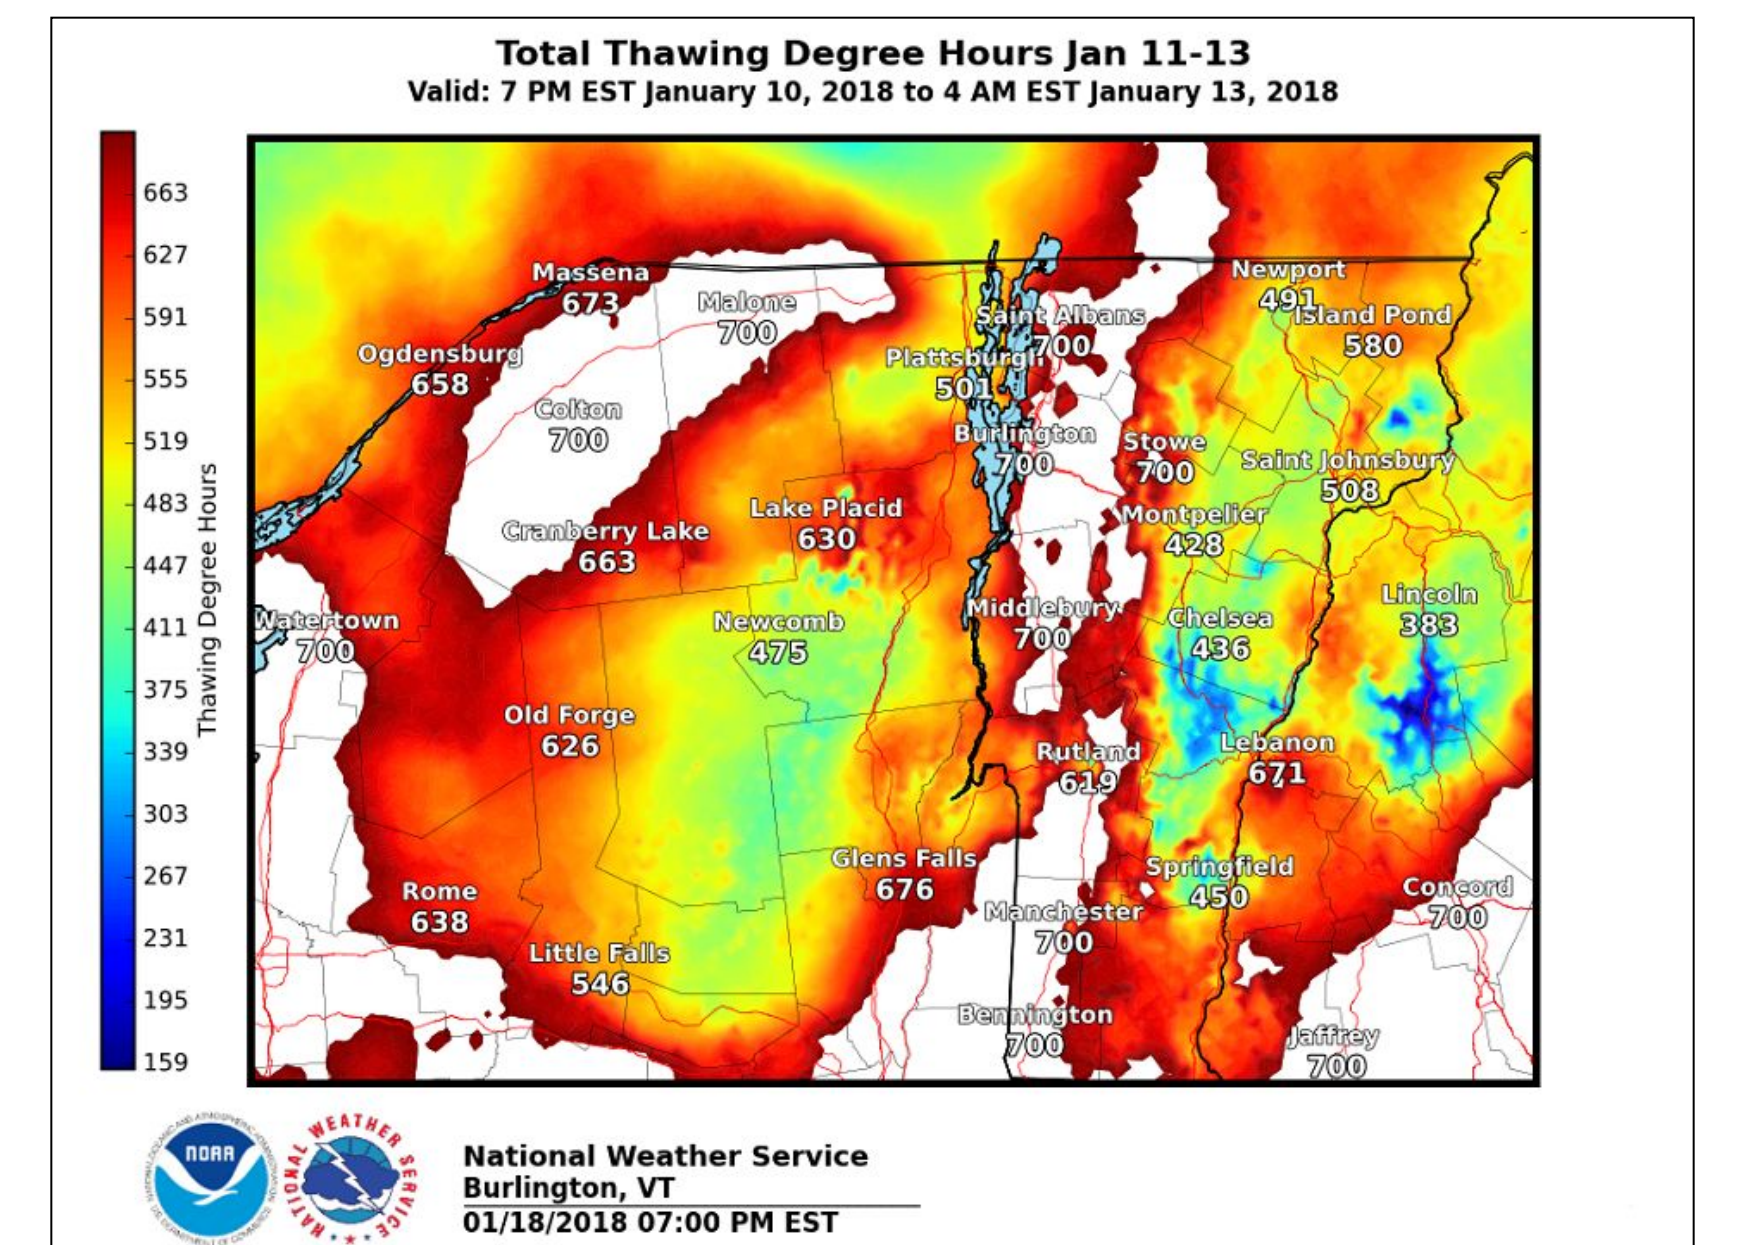 Total Thawing Degree Hours Jan 11-13
Valid: 7 PM EST January 10, 2018 to 4 AM EST January 13, 2018
663
627
591
555
519
483
447
411
375
339
303
267
231
195
159
Thawing Degree Hours
Massena
673
Malone
700
Newport
491
Island Pond
580
Saint Albans
700
Ogdensburg
658
Plattsburgh
501
Colton
700
Burlington
700
Stowe
700
Saint Johnsbury
508
Cranberry Lake
663
Lake Placid
630
Montpelier
428
Watertown
700
Newcomb
475
Middlebury
700
Chelsea
436
Lincoln
383
Old Forge
626
Rutland
619
Lebanon
671
Glens Falls
676
Springfield
450
Rome
638
Manchester
700
Concord
700
Little Falls
546
Bennington
700
Jaffrey
700
NOAA
NATIONAL WEATHER SERVICE
National Weather Service
Burlington, VT
01/18/2018 07:00 PM EST